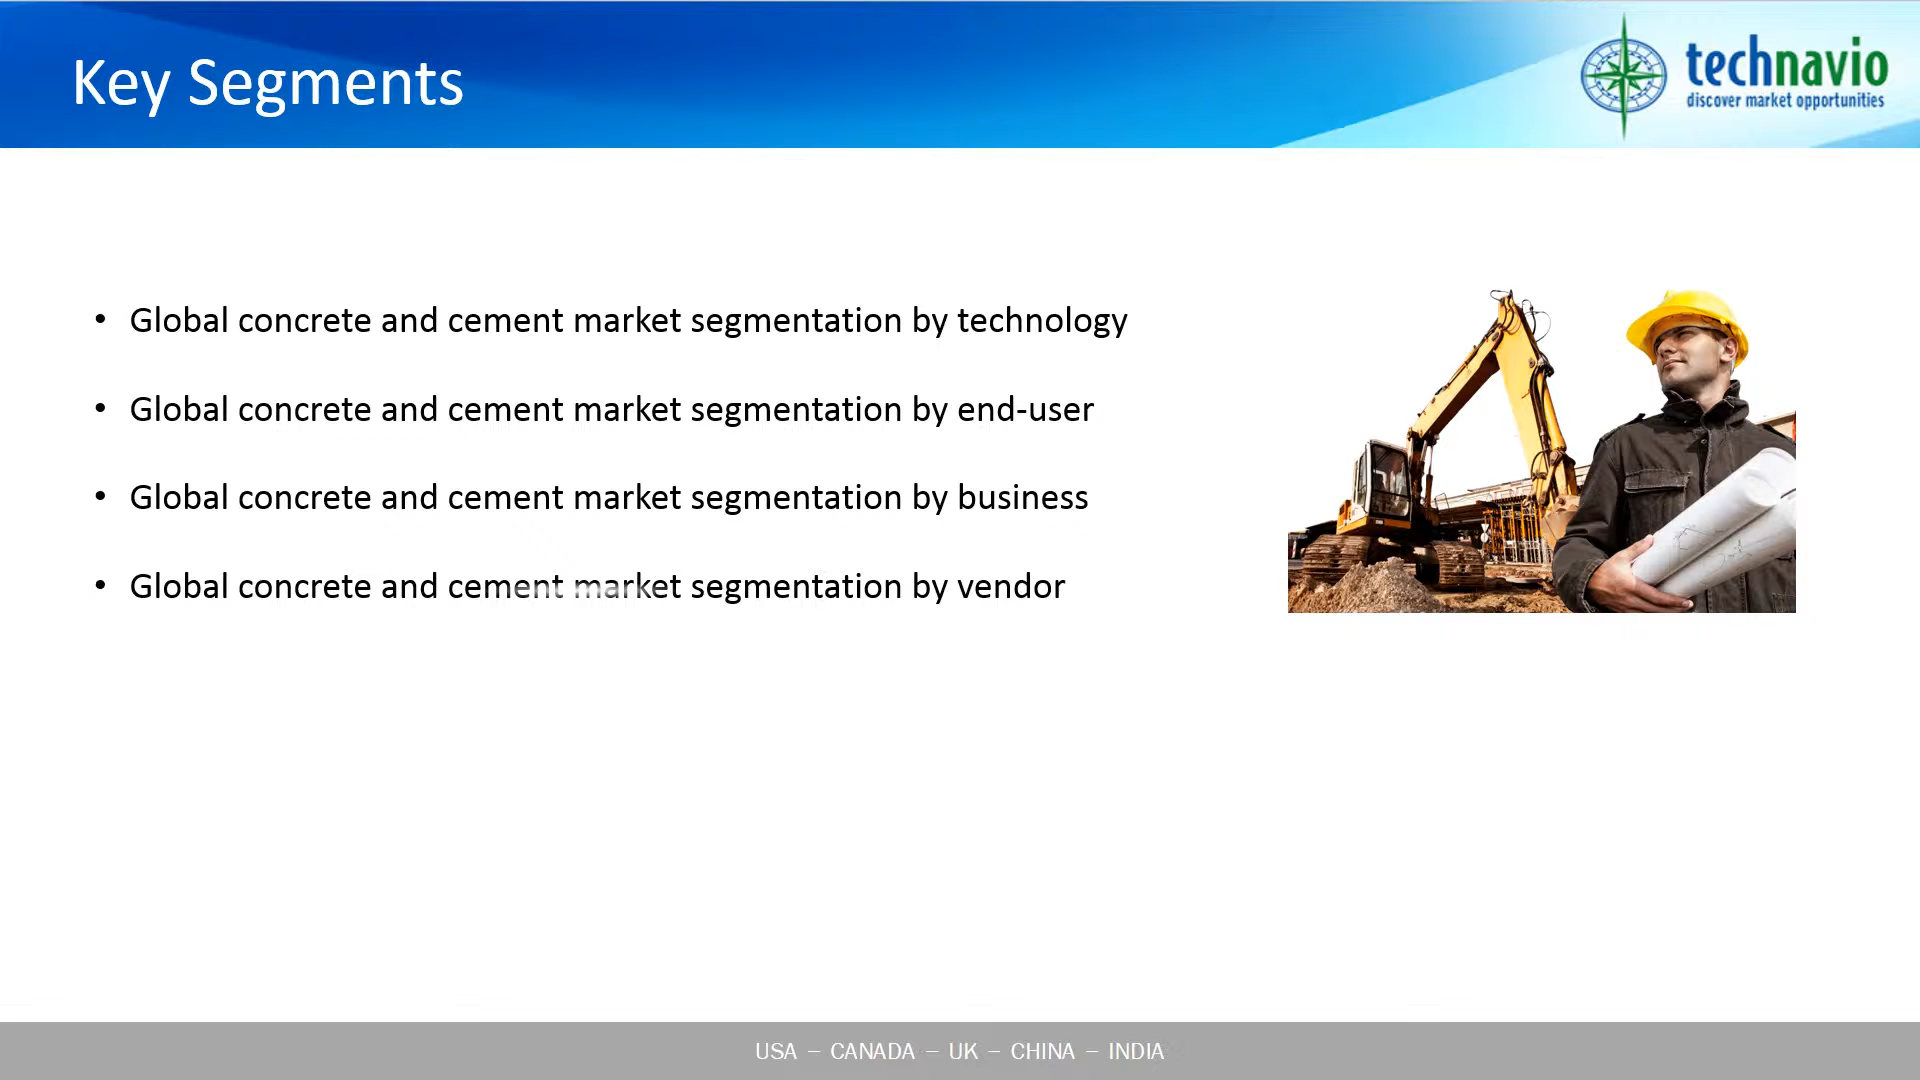 Key Segments
technavio
discover market opportunities
• Global concrete and cement market segmentation by technology
• Global concrete and cement market segmentation by end-user
• Global concrete and cement market segmentation by business
• Global concrete and cement market segmentation by vendor
USA – CANADA – UK – CHINA – INDIA